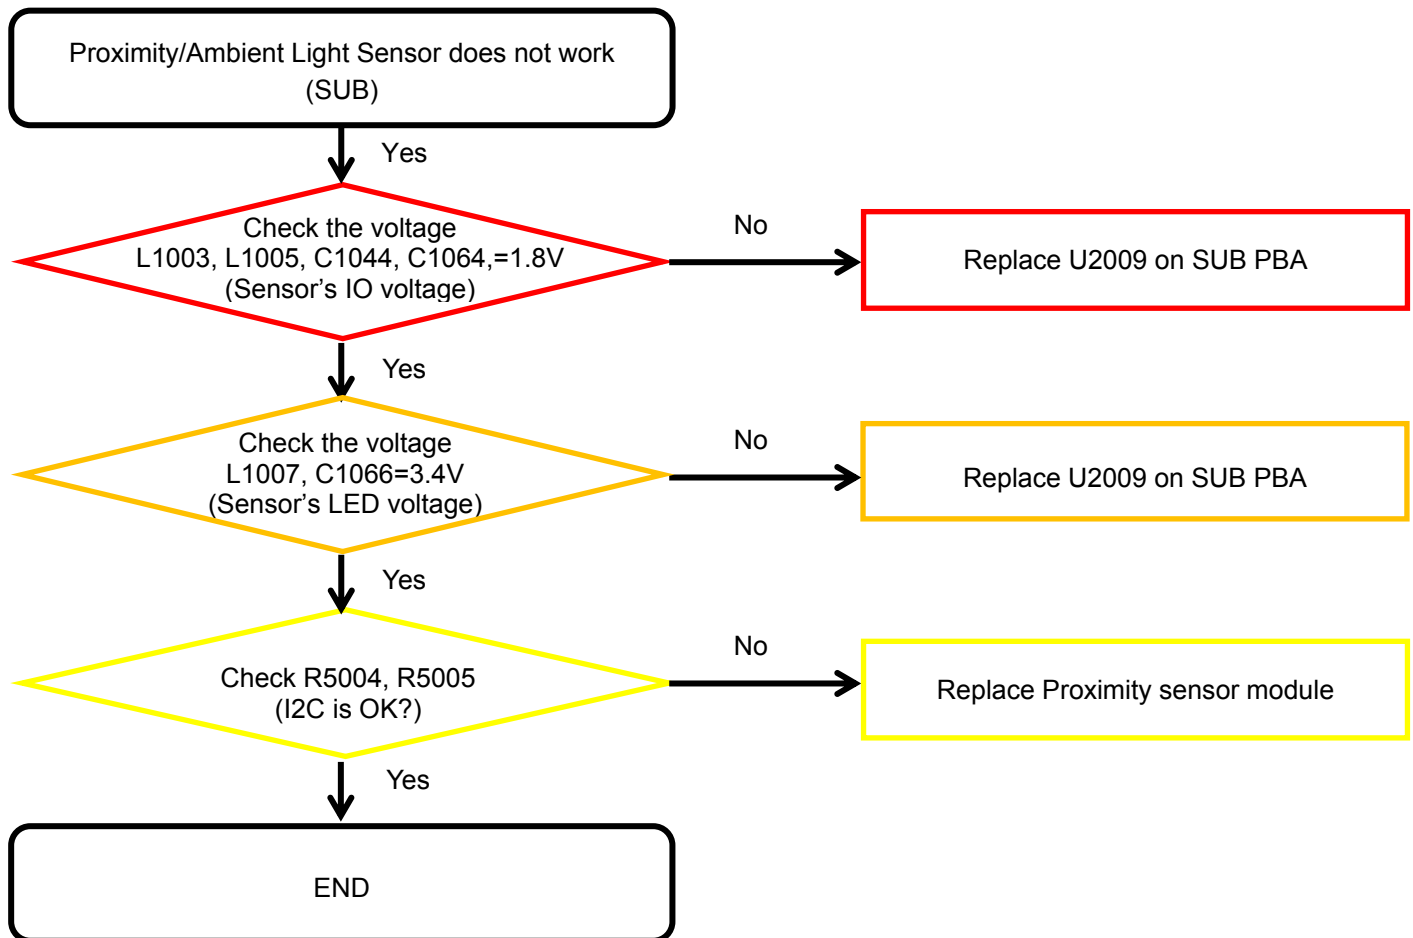 Proximity/Ambient Light Sensor does not work
(SUB)
Yes
Check the voltage
L1003, L1005, C1044, C1064,=1.8V
(Sensor's IO voltage)
No
Replace U2009 on SUB PBA
Yes
Check the voltage
L1007, C1066=3.4V
(Sensor's LED voltage)
No
Replace U2009 on SUB PBA
Yes
Check R5004, R5005
(I2C is OK?)
No
Replace Proximity sensor module
Yes
END